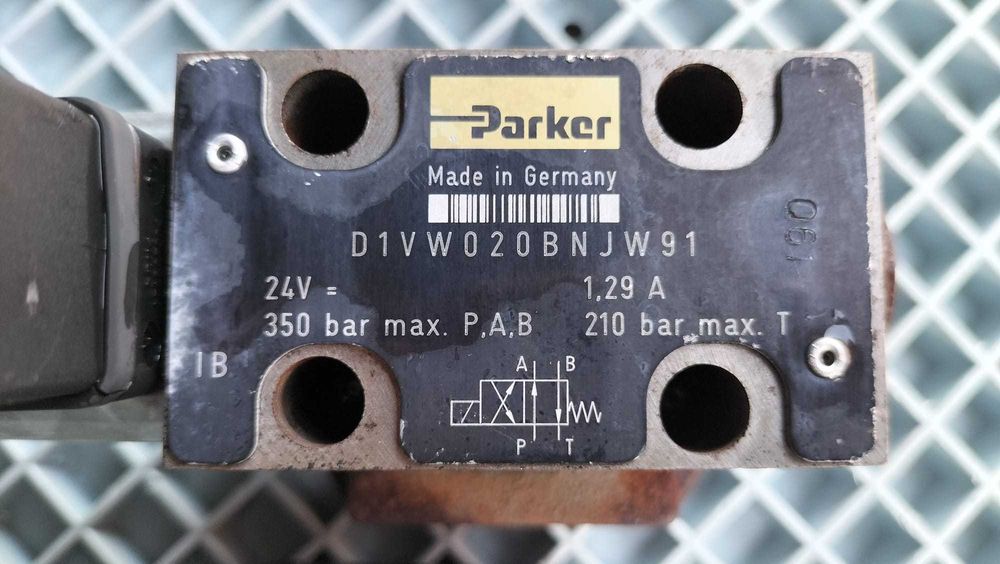 Parker
Made in Germany
D1VW020BNJW91
24V = 1,29 A
350 bar max. P,A,B 210 bar max. T
IB
A B
P T